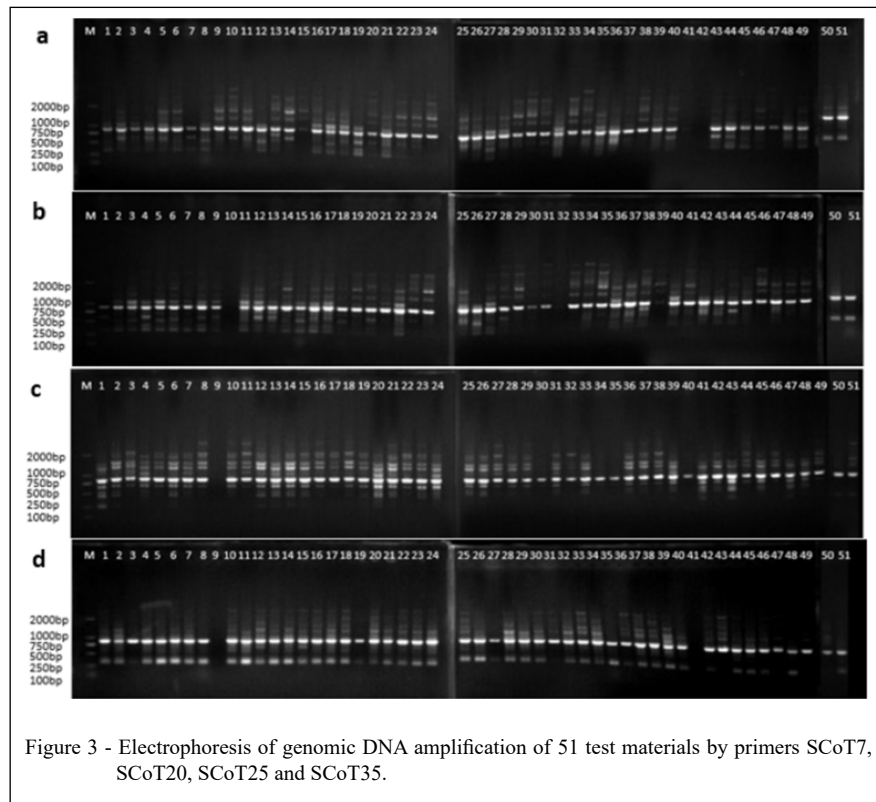 a
M 1 2 3 4 5 6 7 8 9 10 11 12 13 14 15 16 17 18 19 20 21 22 23 24 25 26 27 28 29 30 31 32 33 34 35 36 37 38 39 40 41 42 43 44 45 46 47 48 49 50 51
2000bp
1000bp
750bp
500bp
250bp
100bp
b
M 1 2 3 4 5 6 7 8 9 10 11 12 13 14 15 16 17 18 19 20 21 22 23 24 25 26 27 28 29 30 31 32 33 34 35 36 37 38 39 40 41 42 43 44 45 46 47 48 49 50 51
2000bp
1000bp
750bp
500bp
250bp
100bp
c
M 1 2 3 4 5 6 7 8 9 10 11 12 13 14 15 16 17 18 19 20 21 22 23 24 25 26 27 28 29 30 31 32 33 34 35 36 37 38 39 40 41 42 43 44 45 46 47 48 49 50 51
2000bp
1000bp
750bp
500bp
250bp
100bp
d
M 1 2 3 4 5 6 7 8 9 10 11 12 13 14 15 16 17 18 19 20 21 22 23 24 25 26 27 28 29 30 31 32 33 34 35 36 37 38 39 40 41 42 43 44 45 46 47 48 49 50 51
2000bp
1000bp
750bp
500bp
250bp
100bp
Figure 3 - Electrophoresis of genomic DNA amplification of 51 test materials by primers SCoT7,
SCoT20, SCoT25 and SCoT35.